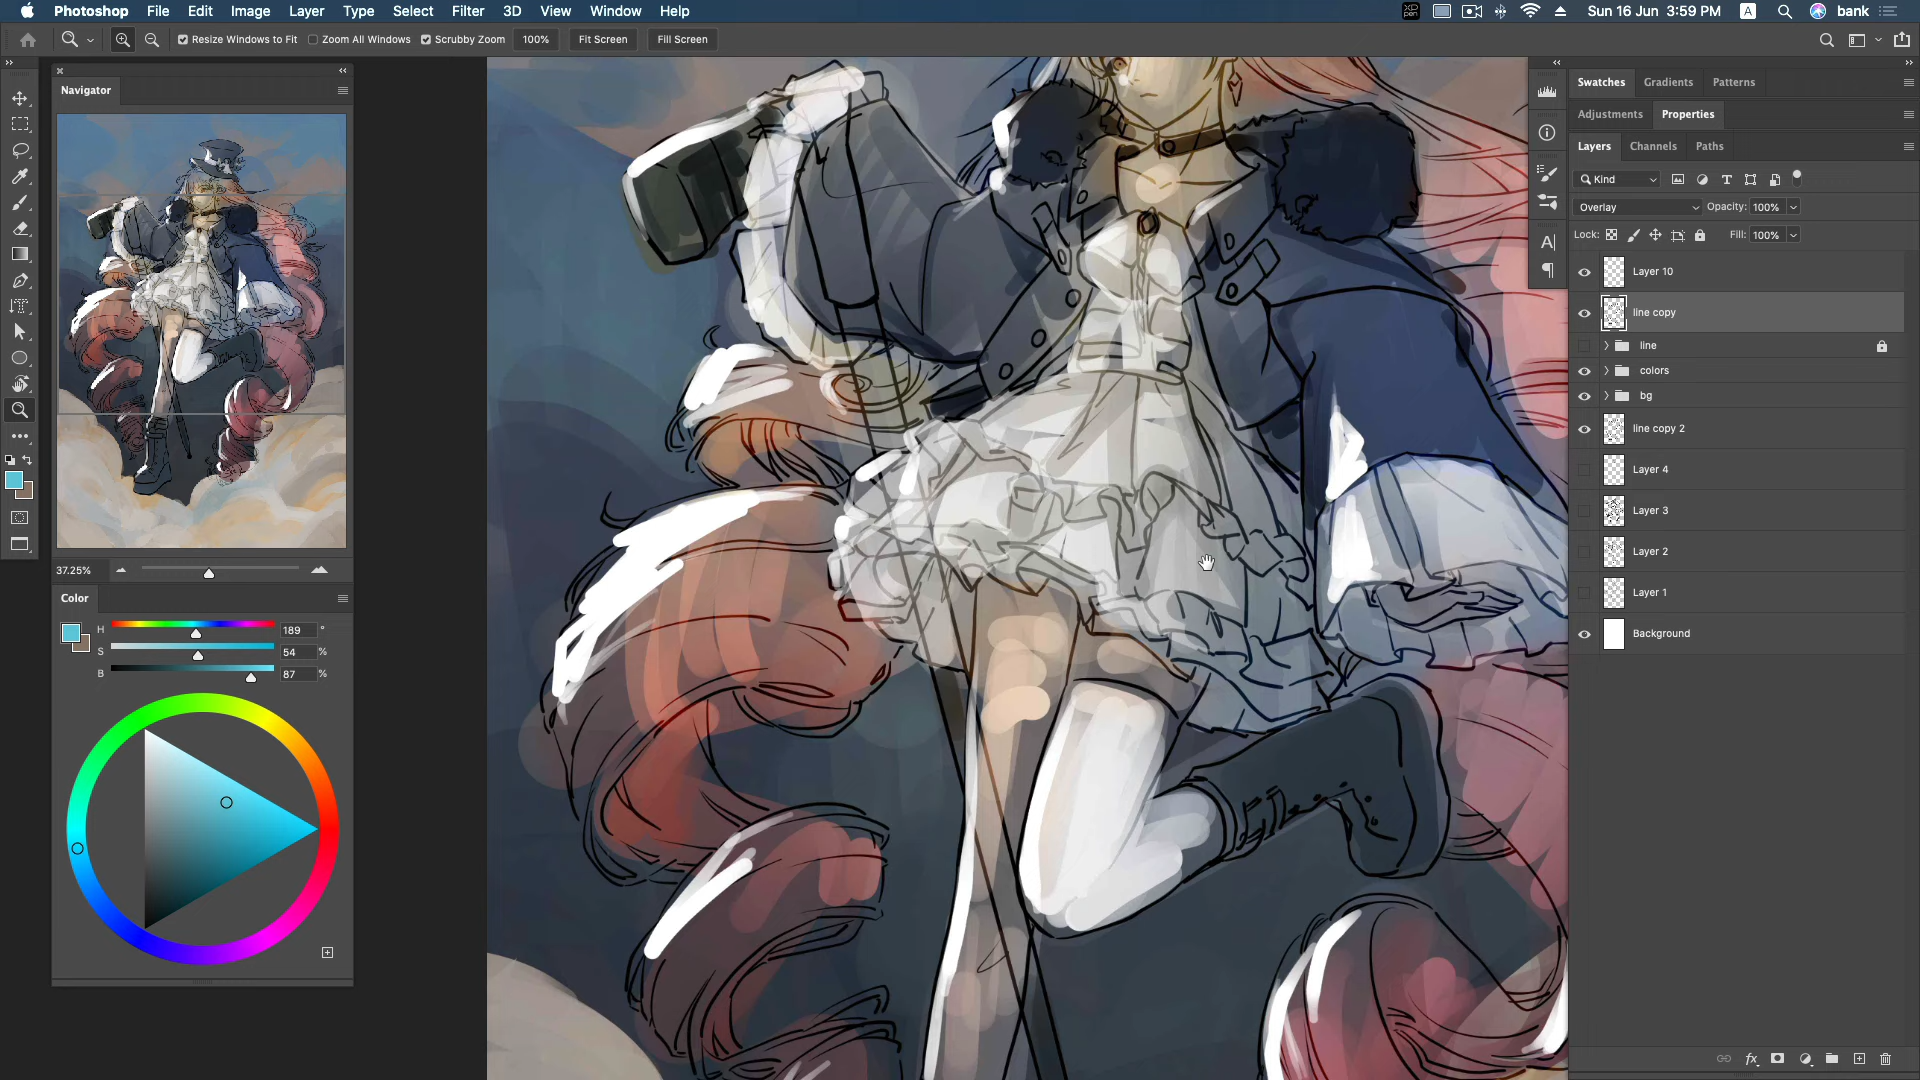 Photoshop File Edit Image Layer Type Select Filter 3D View Window Help
XP pen Sun 16 Jun 3:59 PM A bank
Resize Windows to Fit Zoom All Windows Scrubby Zoom 100% Fit Screen Fill Screen
Navigator
37.25%
Color
H 189 °
S 54 %
B 87 %
Swatches Gradients Patterns
Adjustments Properties
Layers Channels Paths
Kind
Overlay Opacity: 100%
Lock: Fill: 100%
Layer 10
line copy
line
colors
bg
line copy 2
Layer 4
Layer 3
Layer 2
Layer 1
Background